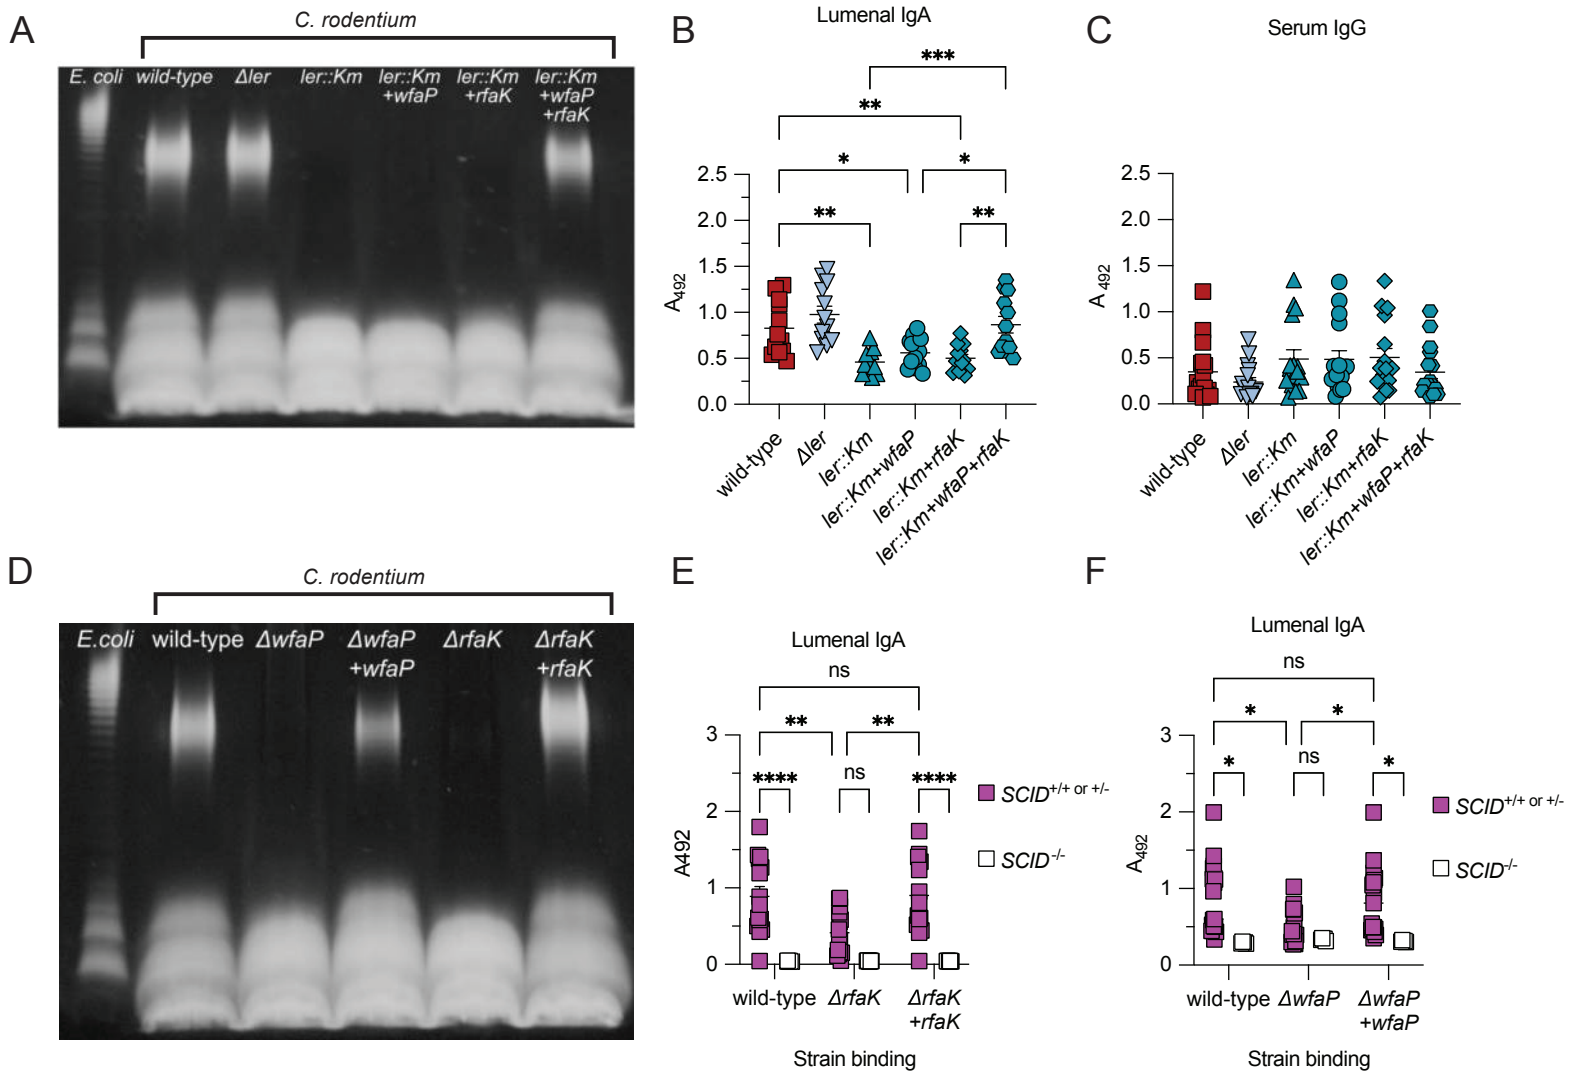 A
C. rodentium
E. coli wild-type Δler ler::Km ler::Km ler::Km ler::Km
+wfaP +rfaK +wfaP
+rfaK
B
Lumenal IgA
***
**
* *
** **
2.5
2.0
1.5
1.0
0.5
0.0
A492
wild-type
Δler
ler::Km
ler::Km+wfaP
ler::Km+rfaK
ler::Km+wfaP+rfaK
C
Serum IgG
2.5
2.0
1.5
1.0
0.5
0.0
A492
wild-type
Δler
ler::Km
ler::Km+wfaP
ler::Km+rfaK
ler::Km+wfaP+rfaK
D
C. rodentium
E.coli wild-type ΔwfaP ΔwfaP ΔrfaK ΔrfaK
+wfaP +rfaK
E
Lumenal IgA
ns
** **
**** ns ****
3
2
1
0
A492
wild-type ΔrfaK ΔrfaK
+rfaK
Strain binding
SCID+/+ or +/-
SCID-/-
F
Lumenal IgA
ns
* *
* ns *
3
2
1
0
A492
wild-type ΔwfaP ΔwfaP
+wfaP
Strain binding
SCID+/+ or +/-
SCID-/-